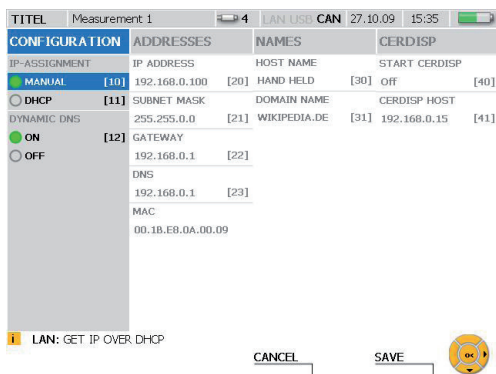 TITEL Measurement 1 4 LAN USB CAN 27.10.09 15:35
CONFIGURATION ADDRESSES NAMES CERDISP
IP-ASSIGNMENT IP ADDRESS HOST NAME START CERDISP
MANUAL [10] 192.168.0.100 [20] HAND HELD [30] Off [40]
DHCP [11] SUBNET MASK DOMAIN NAME CERDISP HOST
DYNAMIC DNS 255.255.0.0 [21] WIKIPEDIA.DE [31] 192.168.0.15 [41]
ON [12] GATEWAY
OFF 192.168.0.1 [22]
DNS
192.168.0.1 [23]
MAC
00.1B.E8.0A.00.09
i LAN: GET IP OVER DHCP
CANCEL SAVE OK